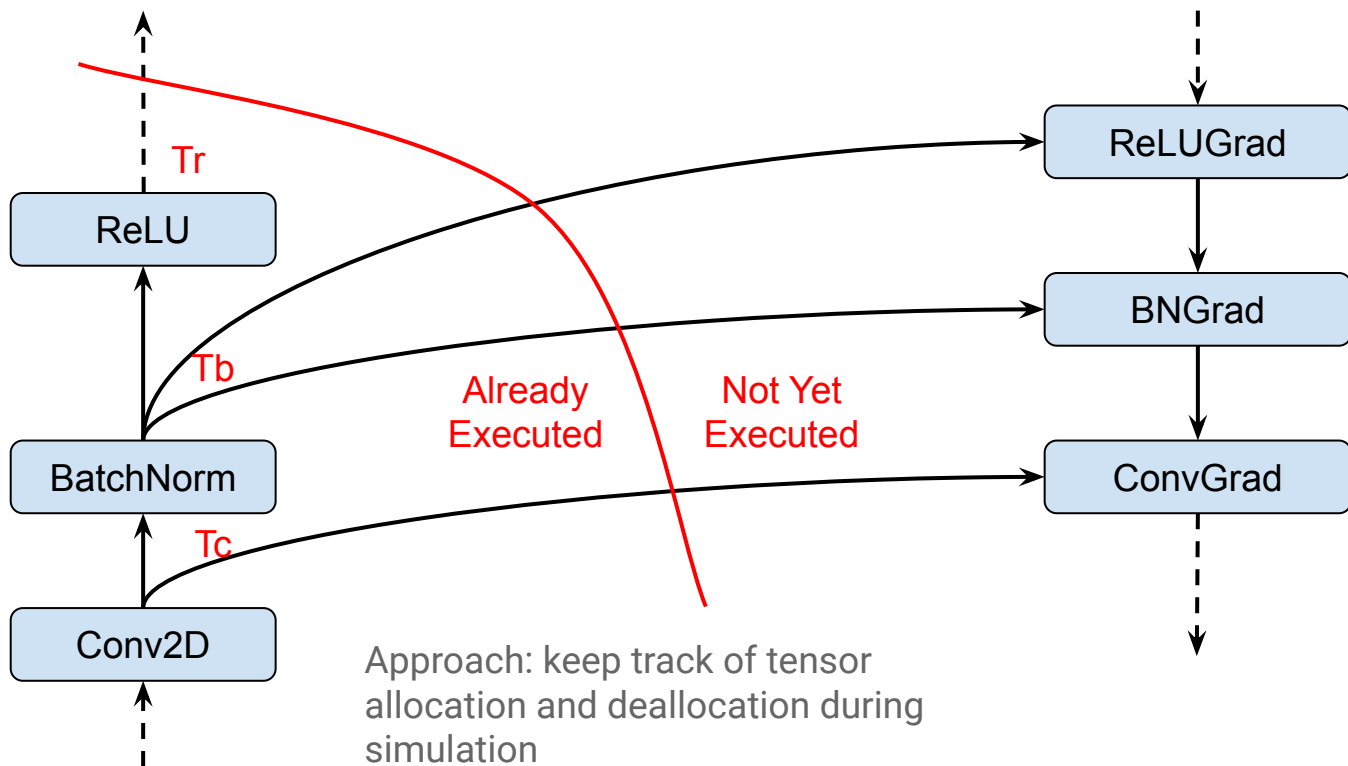 Tr
ReLU
ReLUGrad
BNGrad
Tb
Already
Executed
Not Yet
Executed
BatchNorm
ConvGrad
Tc
Conv2D
Approach: keep track of tensor
allocation and deallocation during
simulation